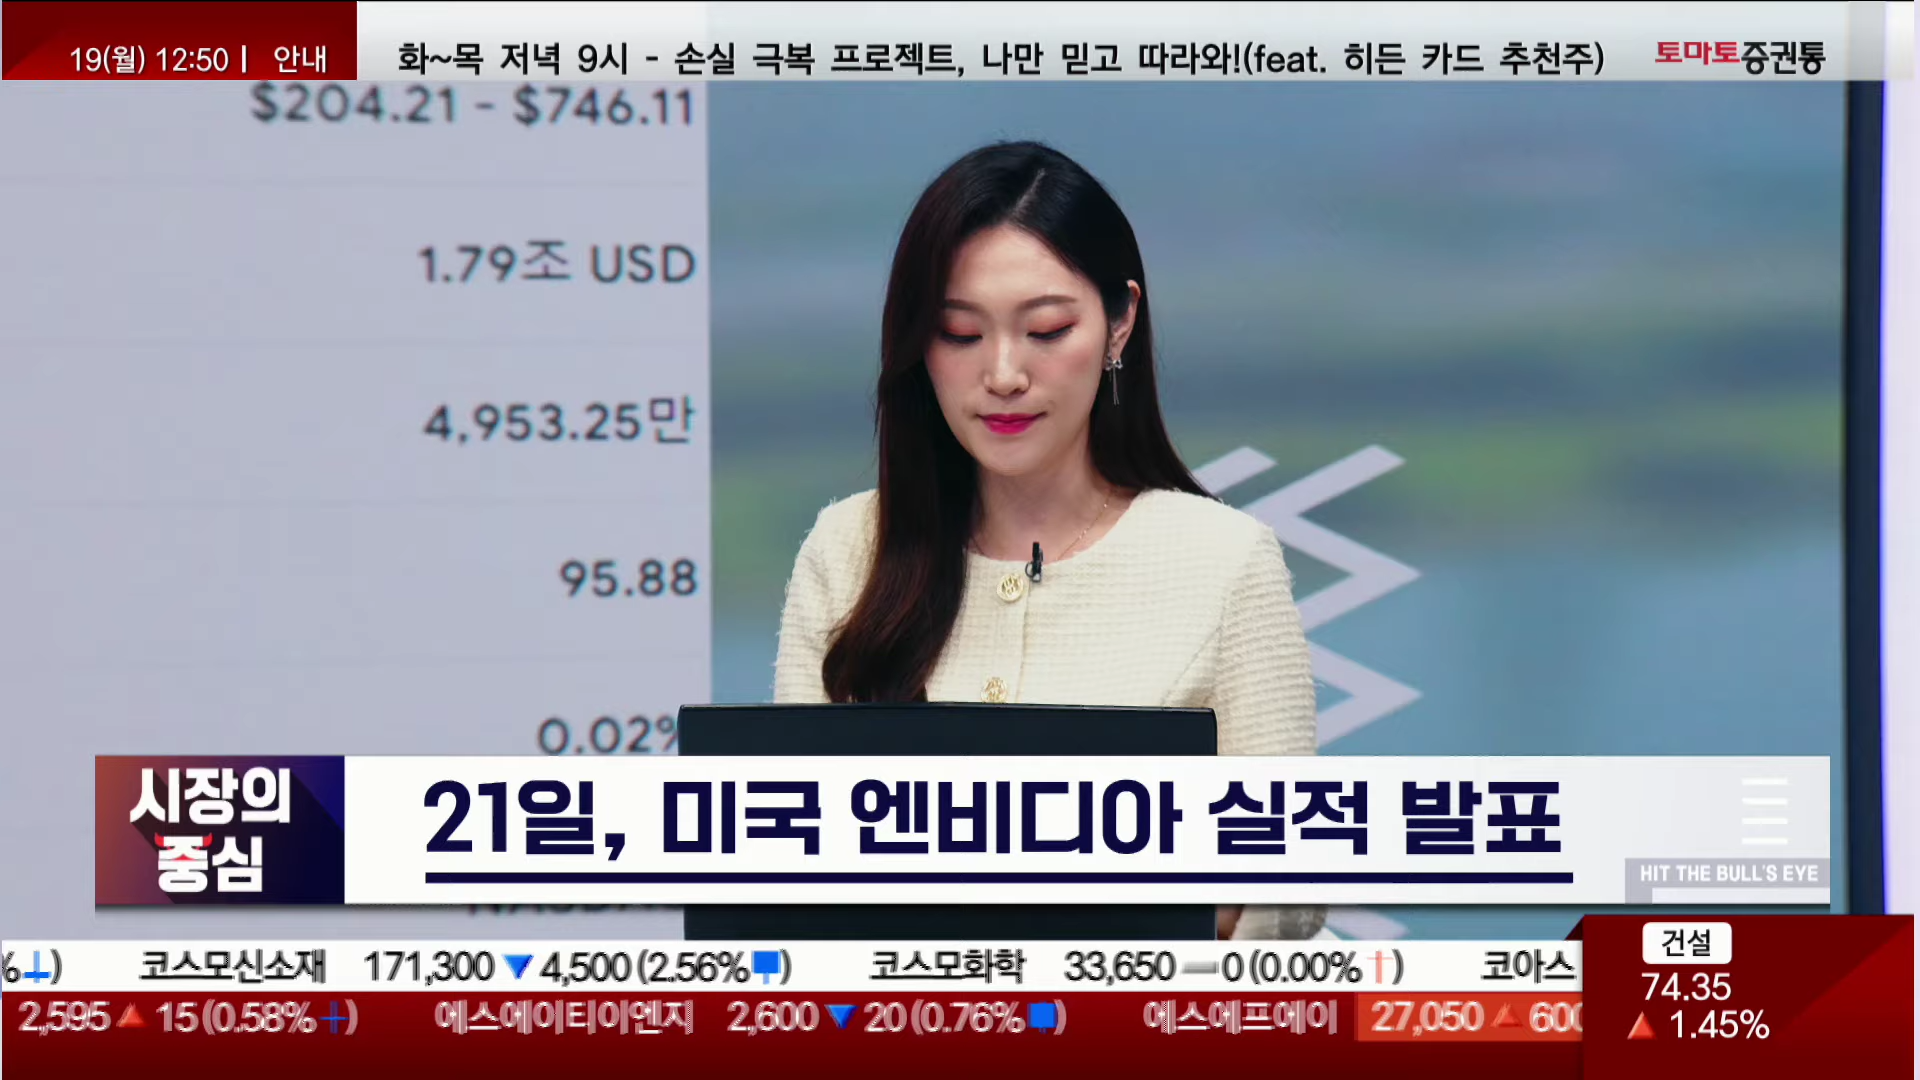 19(월) 12:50 | 안내
화~목 저녁 9시 - 손실 극복 프로젝트, 나만 믿고 따라와!(feat. 히든 카드 추천주)
토마토증권통
$204.21 - $746.11
1.79조 USD
4,953.25만
95.88
0.02%
시장의
중심
21일, 미국 엔비디아 실적 발표
HIT THE BULL'S EYE
코스모신소재 171,300 ▼ 4,500 (2.56%) 코스모화학 33,650 0 (0.00%↑) 코아스
2,595 ▲ 15 (0.58%) 에스에이티이엔지 2,600 ▼ 20 (0.76%) 에스에프에이 27,050 ▲ 600
건설
74.35
▲ 1.45%